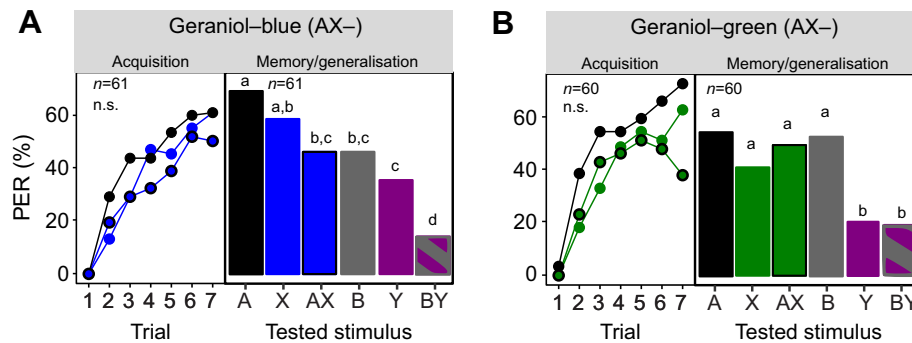 A
Geraniol–blue (AX–)
Acquisition
Memory/generalisation
n=61
n.s.
n=61
a
a,b
b,c
b,c
c
d
PER (%)
60
40
20
0
1 2 3 4 5 6 7
A X AX B Y BY
Trial
Tested stimulus
B
Geraniol–green (AX–)
Acquisition
Memory/generalisation
n=60
n.s.
n=60
a
a
a
a
b
b
60
40
20
0
1 2 3 4 5 6 7
A X AX B Y BY
Trial
Tested stimulus